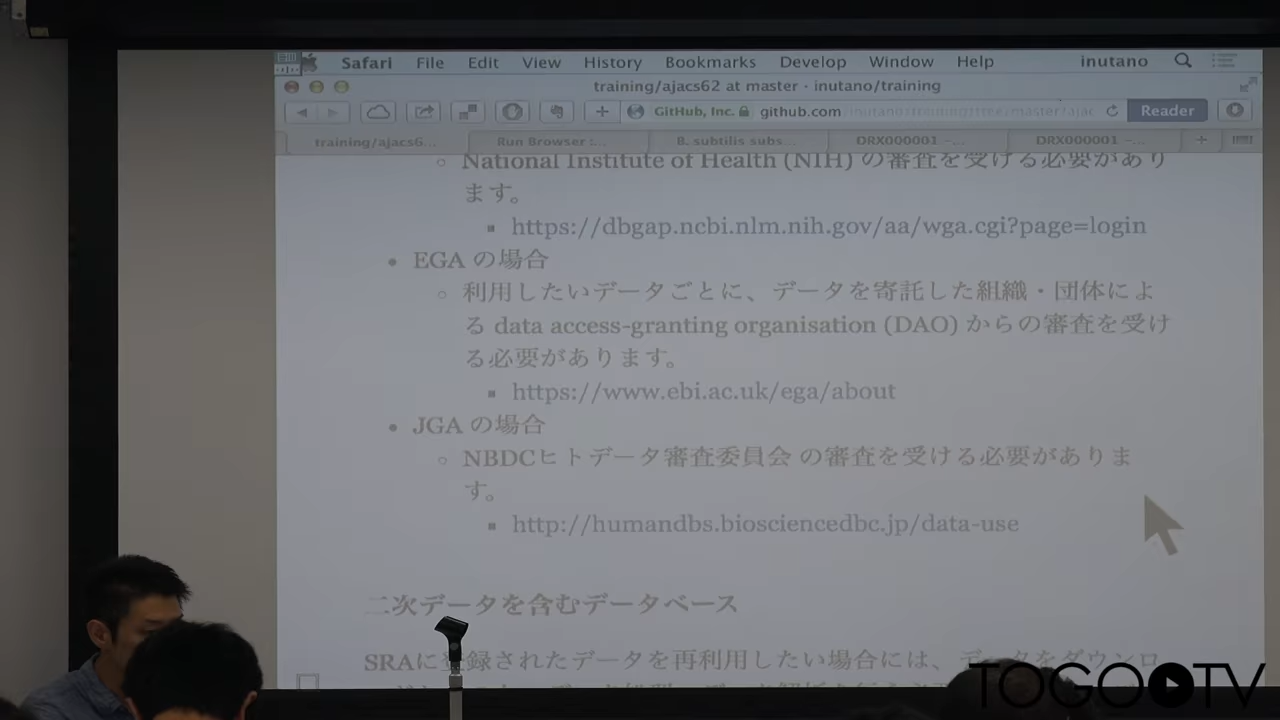 Safari File Edit View History Bookmarks Develop Window Help inutano
training/ajacs62 at master · inutano/training
GitHub, Inc. github.com Reader
training/ajacs6... Run Browser :... B. subtilis subs... DRX000001 -... DRX000001 -...
National Institute of Health (NIH) の審査を受ける必要があり
ます。
https://dbgap.ncbi.nlm.nih.gov/aa/wga.cgi?page=login
EGA の場合
利用したいデータごとに、データを寄託した組織・団体によ
る data access-granting organisation (DAO) からの審査を受け
る必要があります。
https://www.ebi.ac.uk/ega/about
JGA の場合
NBDCヒトデータ審査委員会 の審査を受ける必要がありま
す。
http://humandbs.biosciencedbc.jp/data-use
二次データを含むデータベース
SRAに登録されたデータを再利用したい場合には、データをダウンロ
TOGOTV